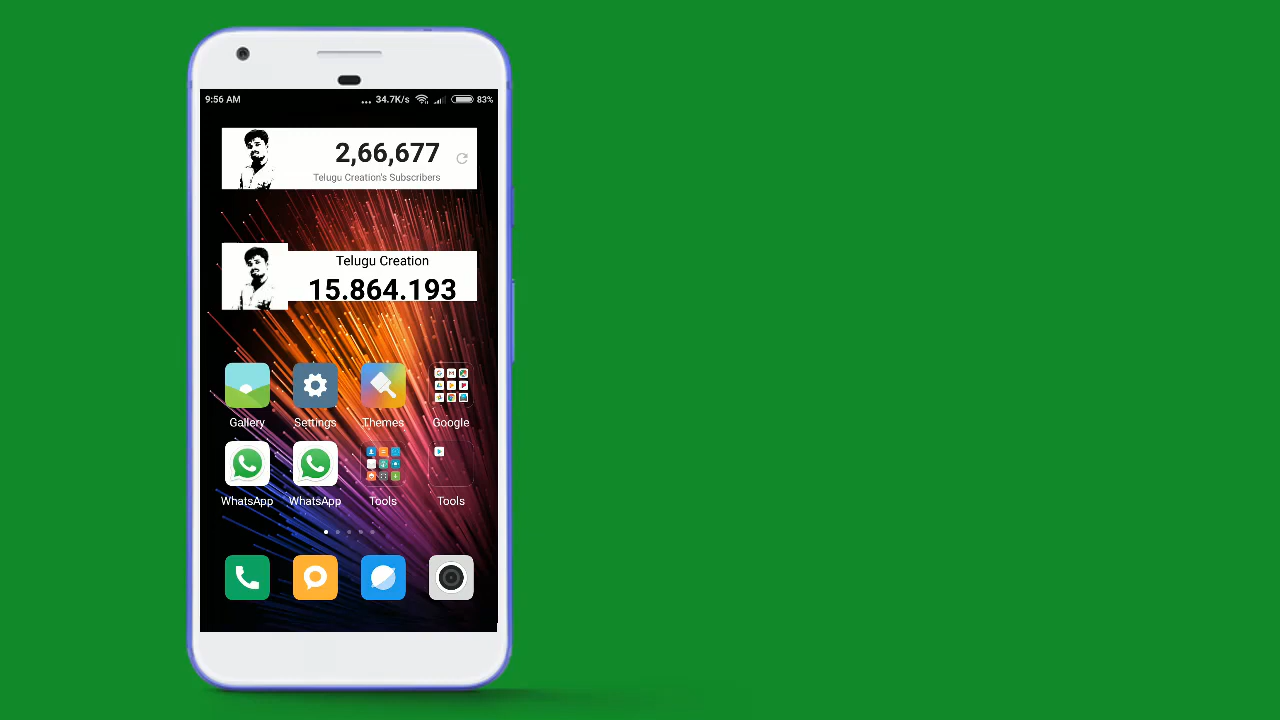 9:56 AM ... 34.7K/s 83%
2,66,677
Telugu Creation's Subscribers
Telugu Creation
15.864.193
Gallery Settings Themes Google
WhatsApp WhatsApp Tools Tools